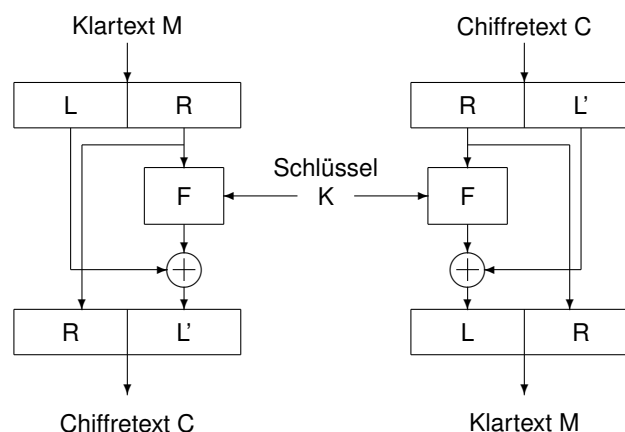 Klartext M
Chiffretext C
L
R
R
L'
Schlüssel
F
K
F
R
L'
L
R
Chiffretext C
Klartext M